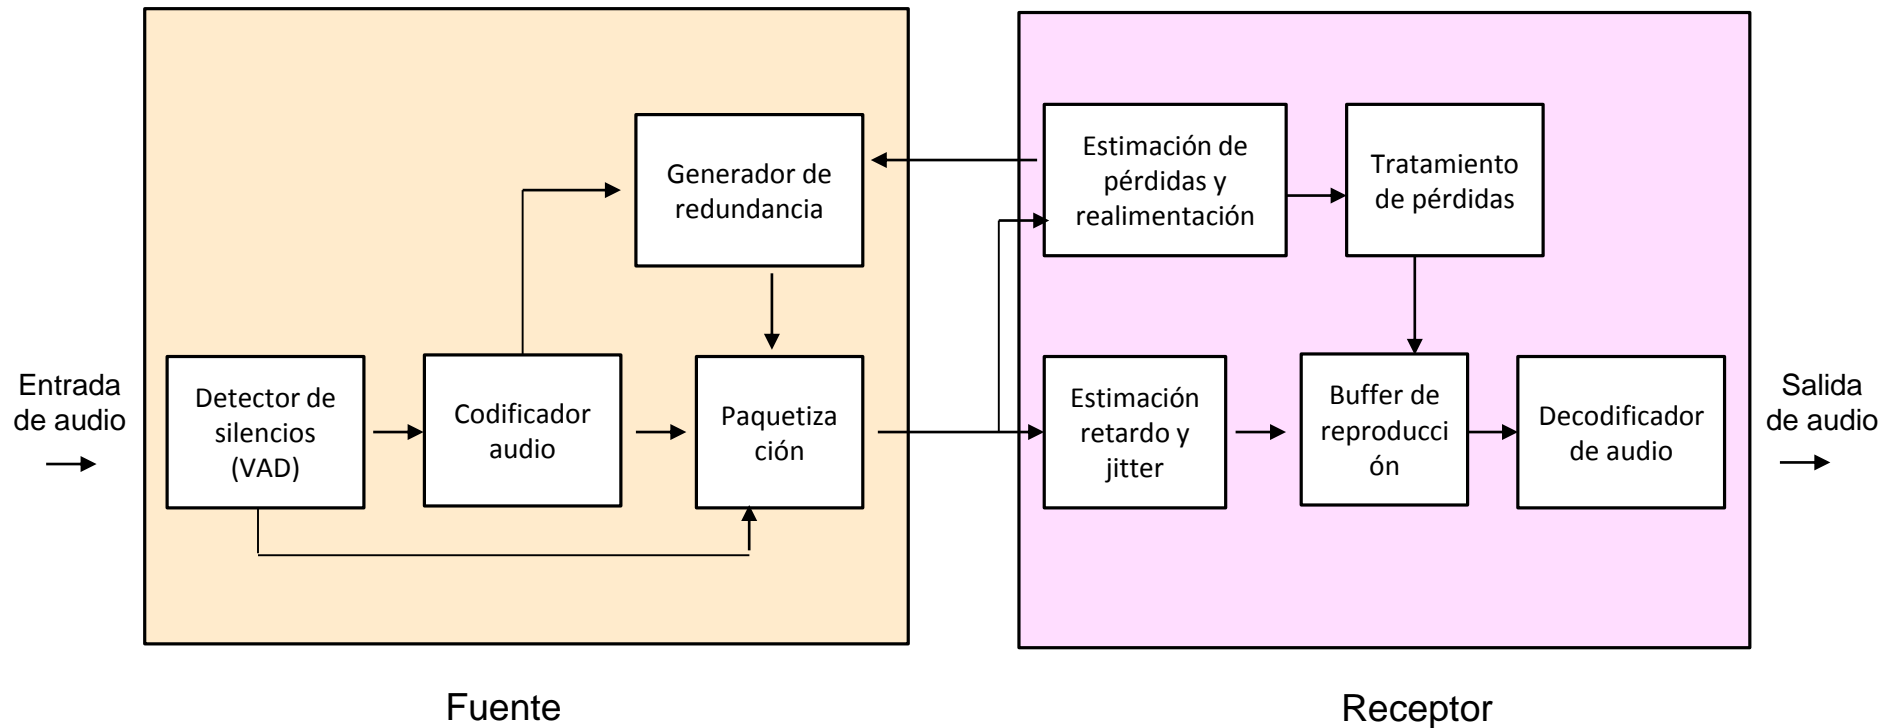 Generador de
redundancia
Estimación de
pérdidas y
realimentación
Tratamiento
de pérdidas
Entrada
de audio
Detector de
silencios
(VAD)
Codificador
audio
Paquetiza
ción
Estimación
retardo y
jitter
Buffer de
reproducci
ón
Decodificador
de audio
Salida
de audio
Fuente
Receptor